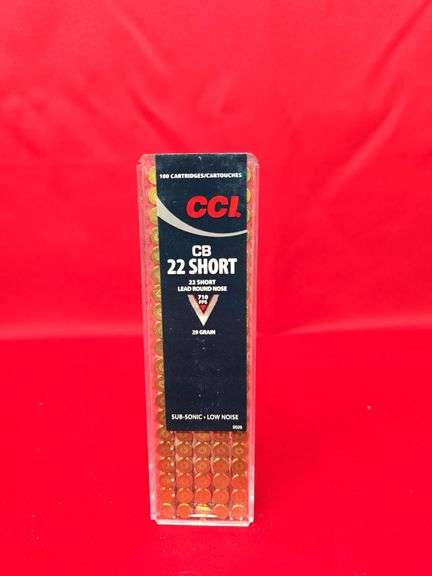 100 CARTRIDGES/CARTOUCHES
CCI.
CB
22 SHORT
22 SHORT
LEAD ROUND NOSE
710
FPS
29 GRAIN
SUB-SONIC • LOW NOISE